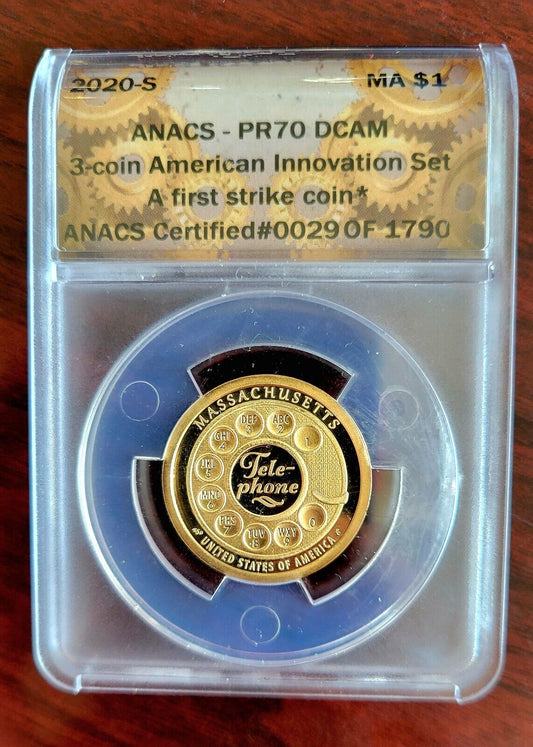 2020-S MA $1
ANACS - PR70 DCAM
3-coin American Innovation Set
A first strike coin*
ANACS Certified#0029 OF 1790
MASSACHUSETTS
1
ABC 2
DEF 3
GHI 4
JKL 5
MNO 6
PRS 7
TUV 8
WXY 9
0
Tele-
phone
UNITED STATES OF AMERICA